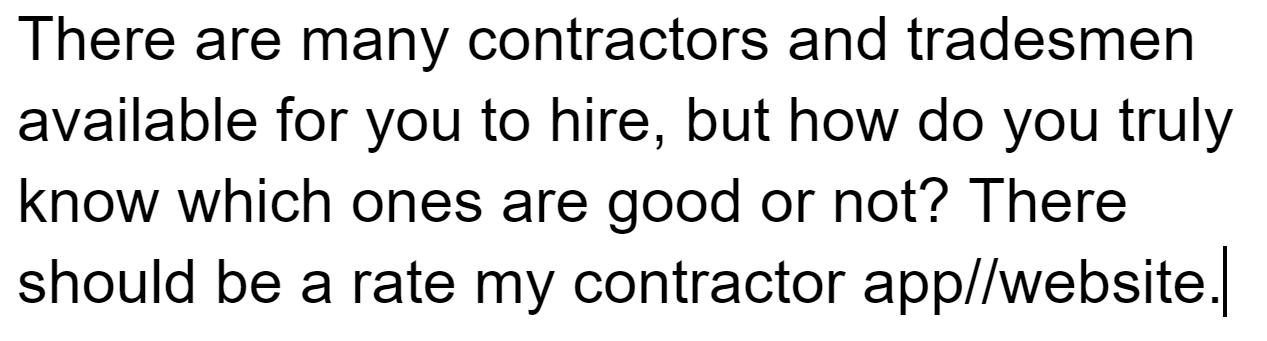 There are many contractors and tradesmen
available for you to hire, but how do you truly
know which ones are good or not? There
should be a rate my contractor app//website.